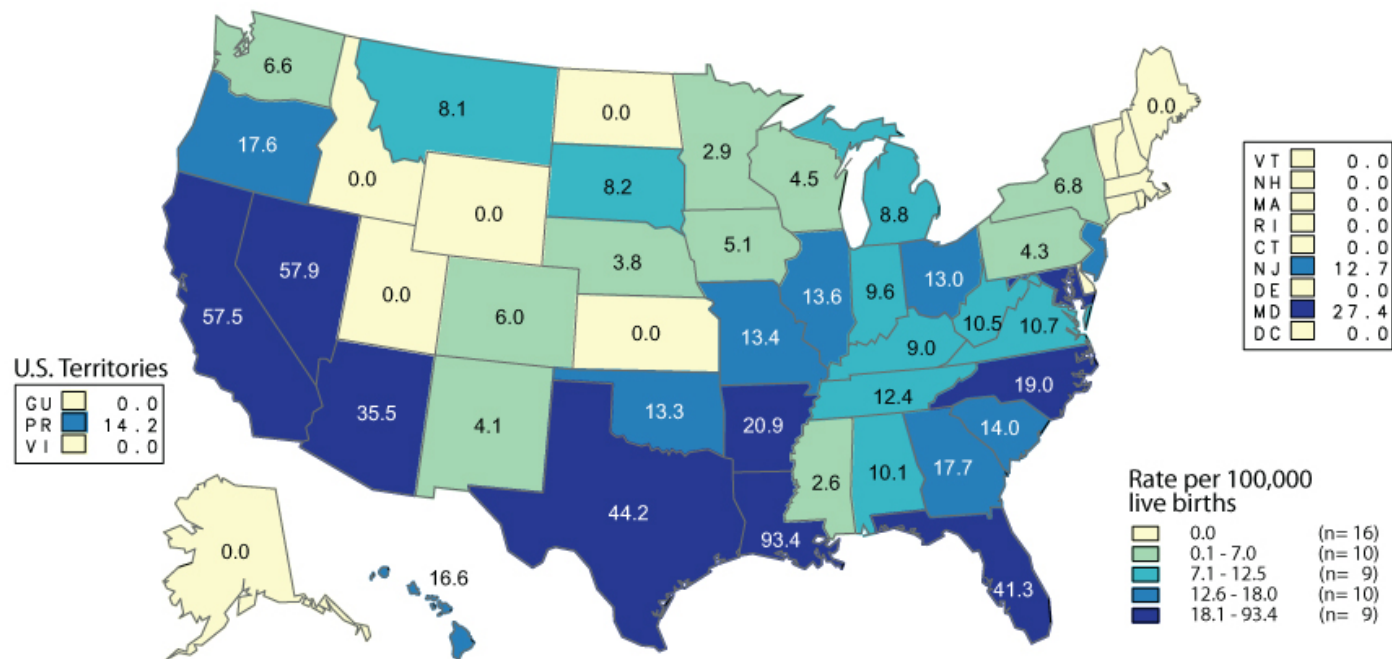 6.6
8.1
0.0
2.9
0.0
17.6
0.0
8.2
4.5
6.8
0.0
8.8
5.1
4.3
57.9
3.8
13.0
0.0
13.6
9.6
57.5
6.0
0.0
13.4
10.5
10.7
9.0
19.0
12.4
35.5
4.1
13.3
20.9
14.0
2.6
10.1
17.7
44.2
93.4
0.0
16.6
41.3
VT 0.0
NH 0.0
MA 0.0
RI 0.0
CT 0.0
NJ 12.7
DE 0.0
MD 27.4
DC 0.0
U.S. Territories
GU 0.0
PR 14.2
VI 0.0
Rate per 100,000
live births
0.0 (n= 16)
0.1 - 7.0 (n= 10)
7.1 - 12.5 (n= 9)
12.6 - 18.0 (n= 10)
18.1 - 93.4 (n= 9)